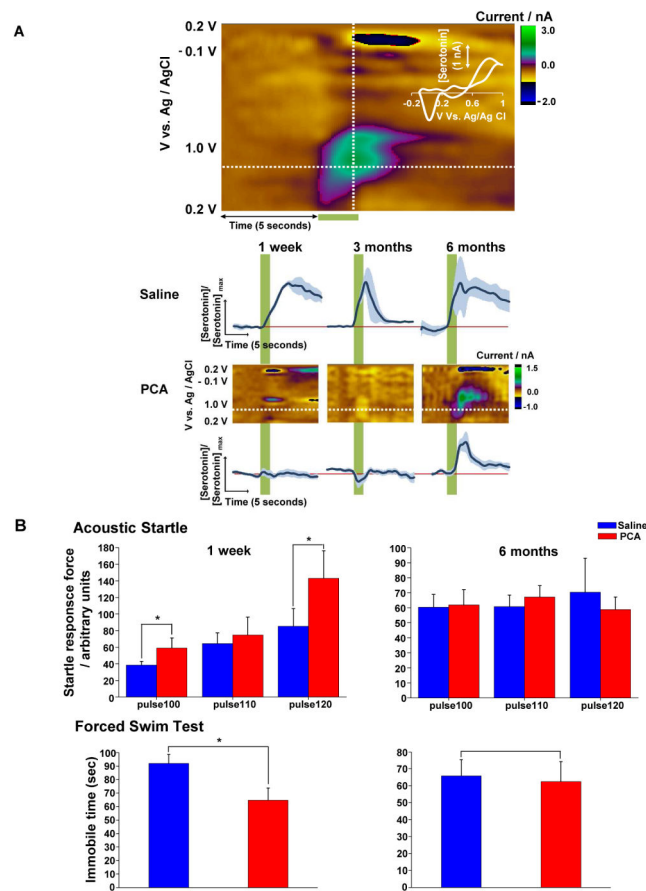 A
Current / nA
0.2 V
- 0.1 V
1.0 V
0.2 V
V vs. Ag / AgCl
3.0
0.0
- 2.0
[Serotonin]
(1 nA)
-0.2 0.2 0.6 1
V Vs. Ag/Ag Cl
Time (5 seconds)
1 week 3 months 6 months
Saline
[Serotonin]/
[Serotonin]max
Time (5 seconds)
Current / nA
PCA
V vs. Ag / AgCl
0.2 V
- 0.1 V
1.0 V
0.2 V
1.5
0.0
-1.0
[Serotonin]/
[Serotonin]max
Time (5 seconds)
B
Acoustic Startle
Saline
PCA
1 week
6 months
Startle responsce force
/ arbitrary units
180
160
140
120
100
80
60
40
20
0
*
*
pulse100 pulse110 pulse120
100
90
80
70
60
50
40
30
20
10
0
pulse100 pulse110 pulse120
Forced Swim Test
Immobile time (sec)
100
90
80
70
60
50
40
30
20
10
0
*
80
70
60
50
40
30
20
10
0